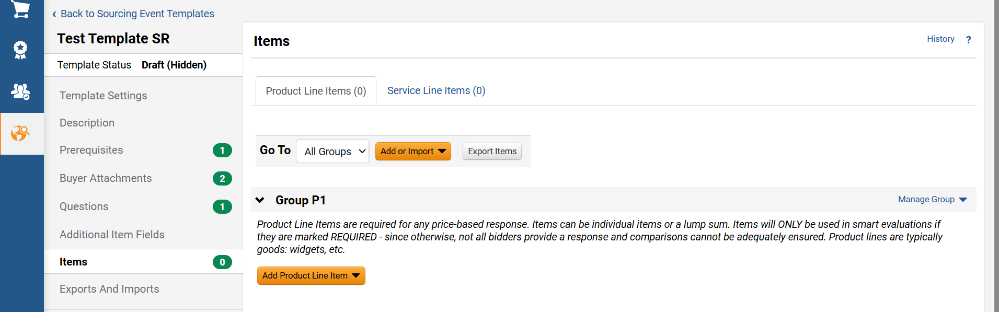 ‹ Back to Sourcing Event Templates
Test Template SR
Template Status Draft (Hidden)
Template Settings
Description
Prerequisites 1
Buyer Attachments 2
Questions 1
Additional Item Fields
Items 0
Exports And Imports
Items
History ?
Product Line Items (0) Service Line Items (0)
Go To All Groups Add or Import Export Items
Group P1 Manage Group
Product Line Items are required for any price-based response. Items can be individual items or a lump sum. Items will ONLY be used in smart evaluations if
they are marked REQUIRED - since otherwise, not all bidders provide a response and comparisons cannot be adequately ensured. Product lines are typically
goods: widgets, etc.
Add Product Line Item